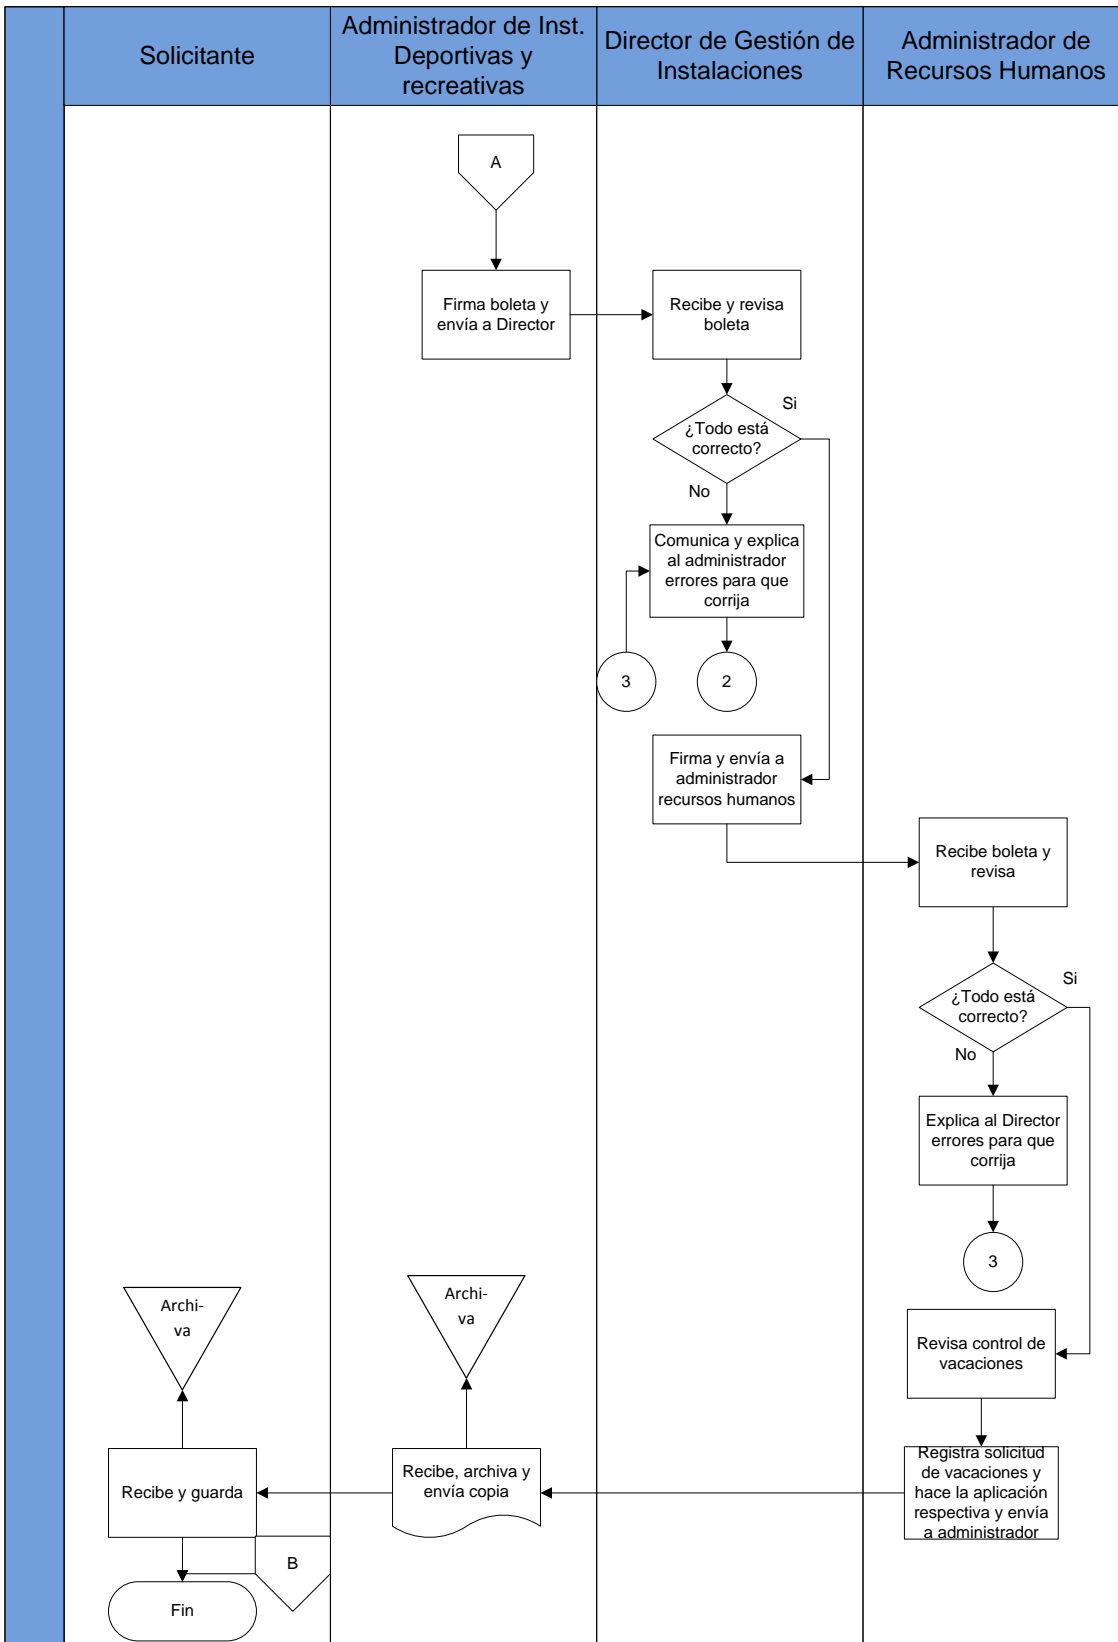 Solicitante
Administrador de Inst.
Deportivas y
recreativas
Director de Gestión de
Instalaciones
Administrador de
Recursos Humanos
A
Firma boleta y
envía a Director
Recibe y revisa
boleta
Si
¿Todo está
correcto?
No
Comunica y explica
al administrador
errores para que
corrija
3
2
Firma y envía a
administrador
recursos humanos
Recibe boleta y
revisa
Si
¿Todo está
correcto?
No
Explica al Director
errores para que
corrija
3
Archi-
va
Archi-
va
Revisa control de
vacaciones
Recibe y guarda
Recibe, archiva y
envía copia
Registra solicitud
de vacaciones y
hace la aplicación
respectiva y envía
a administrador
B
Fin